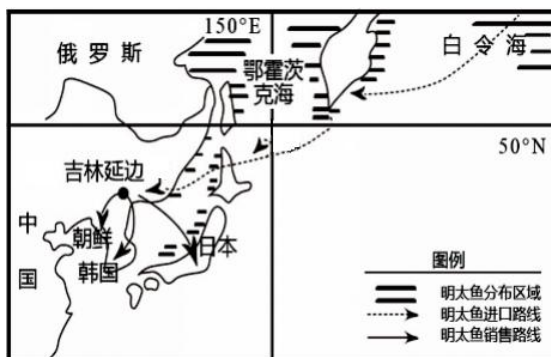 俄罗斯
150°E
白令海
鄂霍茨
克海
50°N
吉林延边
中
国
朝鲜
韩国
日本
图例
明太鱼分布区域
明太鱼进口路线
明太鱼销售路线